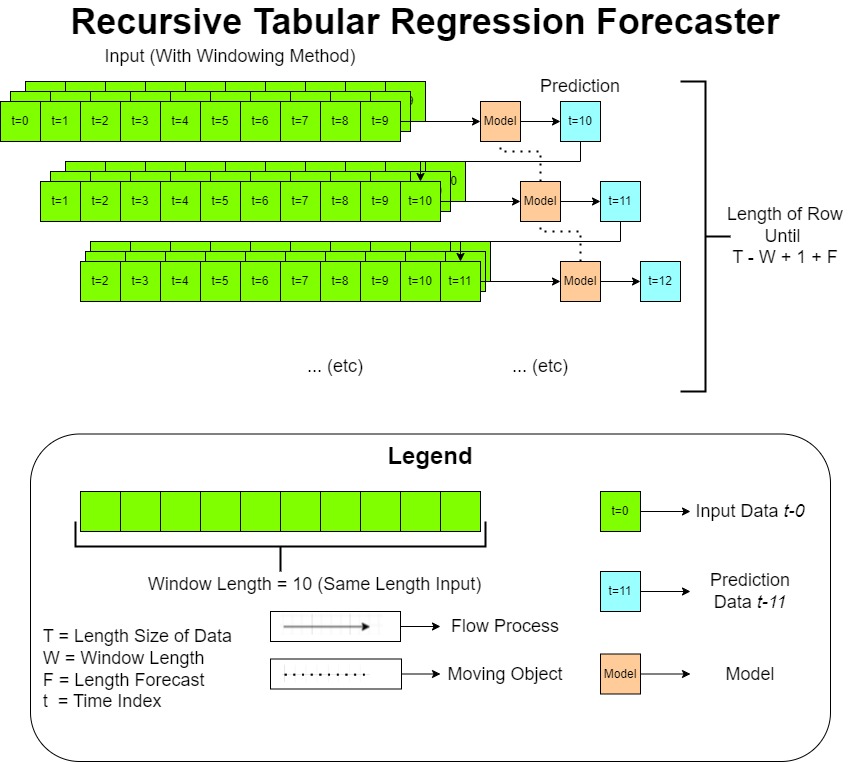 Recursive Tabular Regression Forecaster
Input (With Windowing Method)
Prediction
9
t=0 t=1 t=2 t=3 t=4 t=5 t=6 t=7 t=8 t=9 Model t=10
0
t=1 t=2 t=3 t=4 t=5 t=6 t=7 t=8 t=9 t=10 Model t=11
t=2 t=3 t=4 t=5 t=6 t=7 t=8 t=9 t=10 t=11 Model t=12
Length of Row
Until
T - W + 1 + F
... (etc) ... (etc)
Legend
Window Length = 10 (Same Length Input)
T = Length Size of Data
W = Window Length
F = Length Forecast
t = Time Index
Flow Process
Moving Object
t=0 Input Data t-0
t=11 Prediction
Data t-11
Model Model